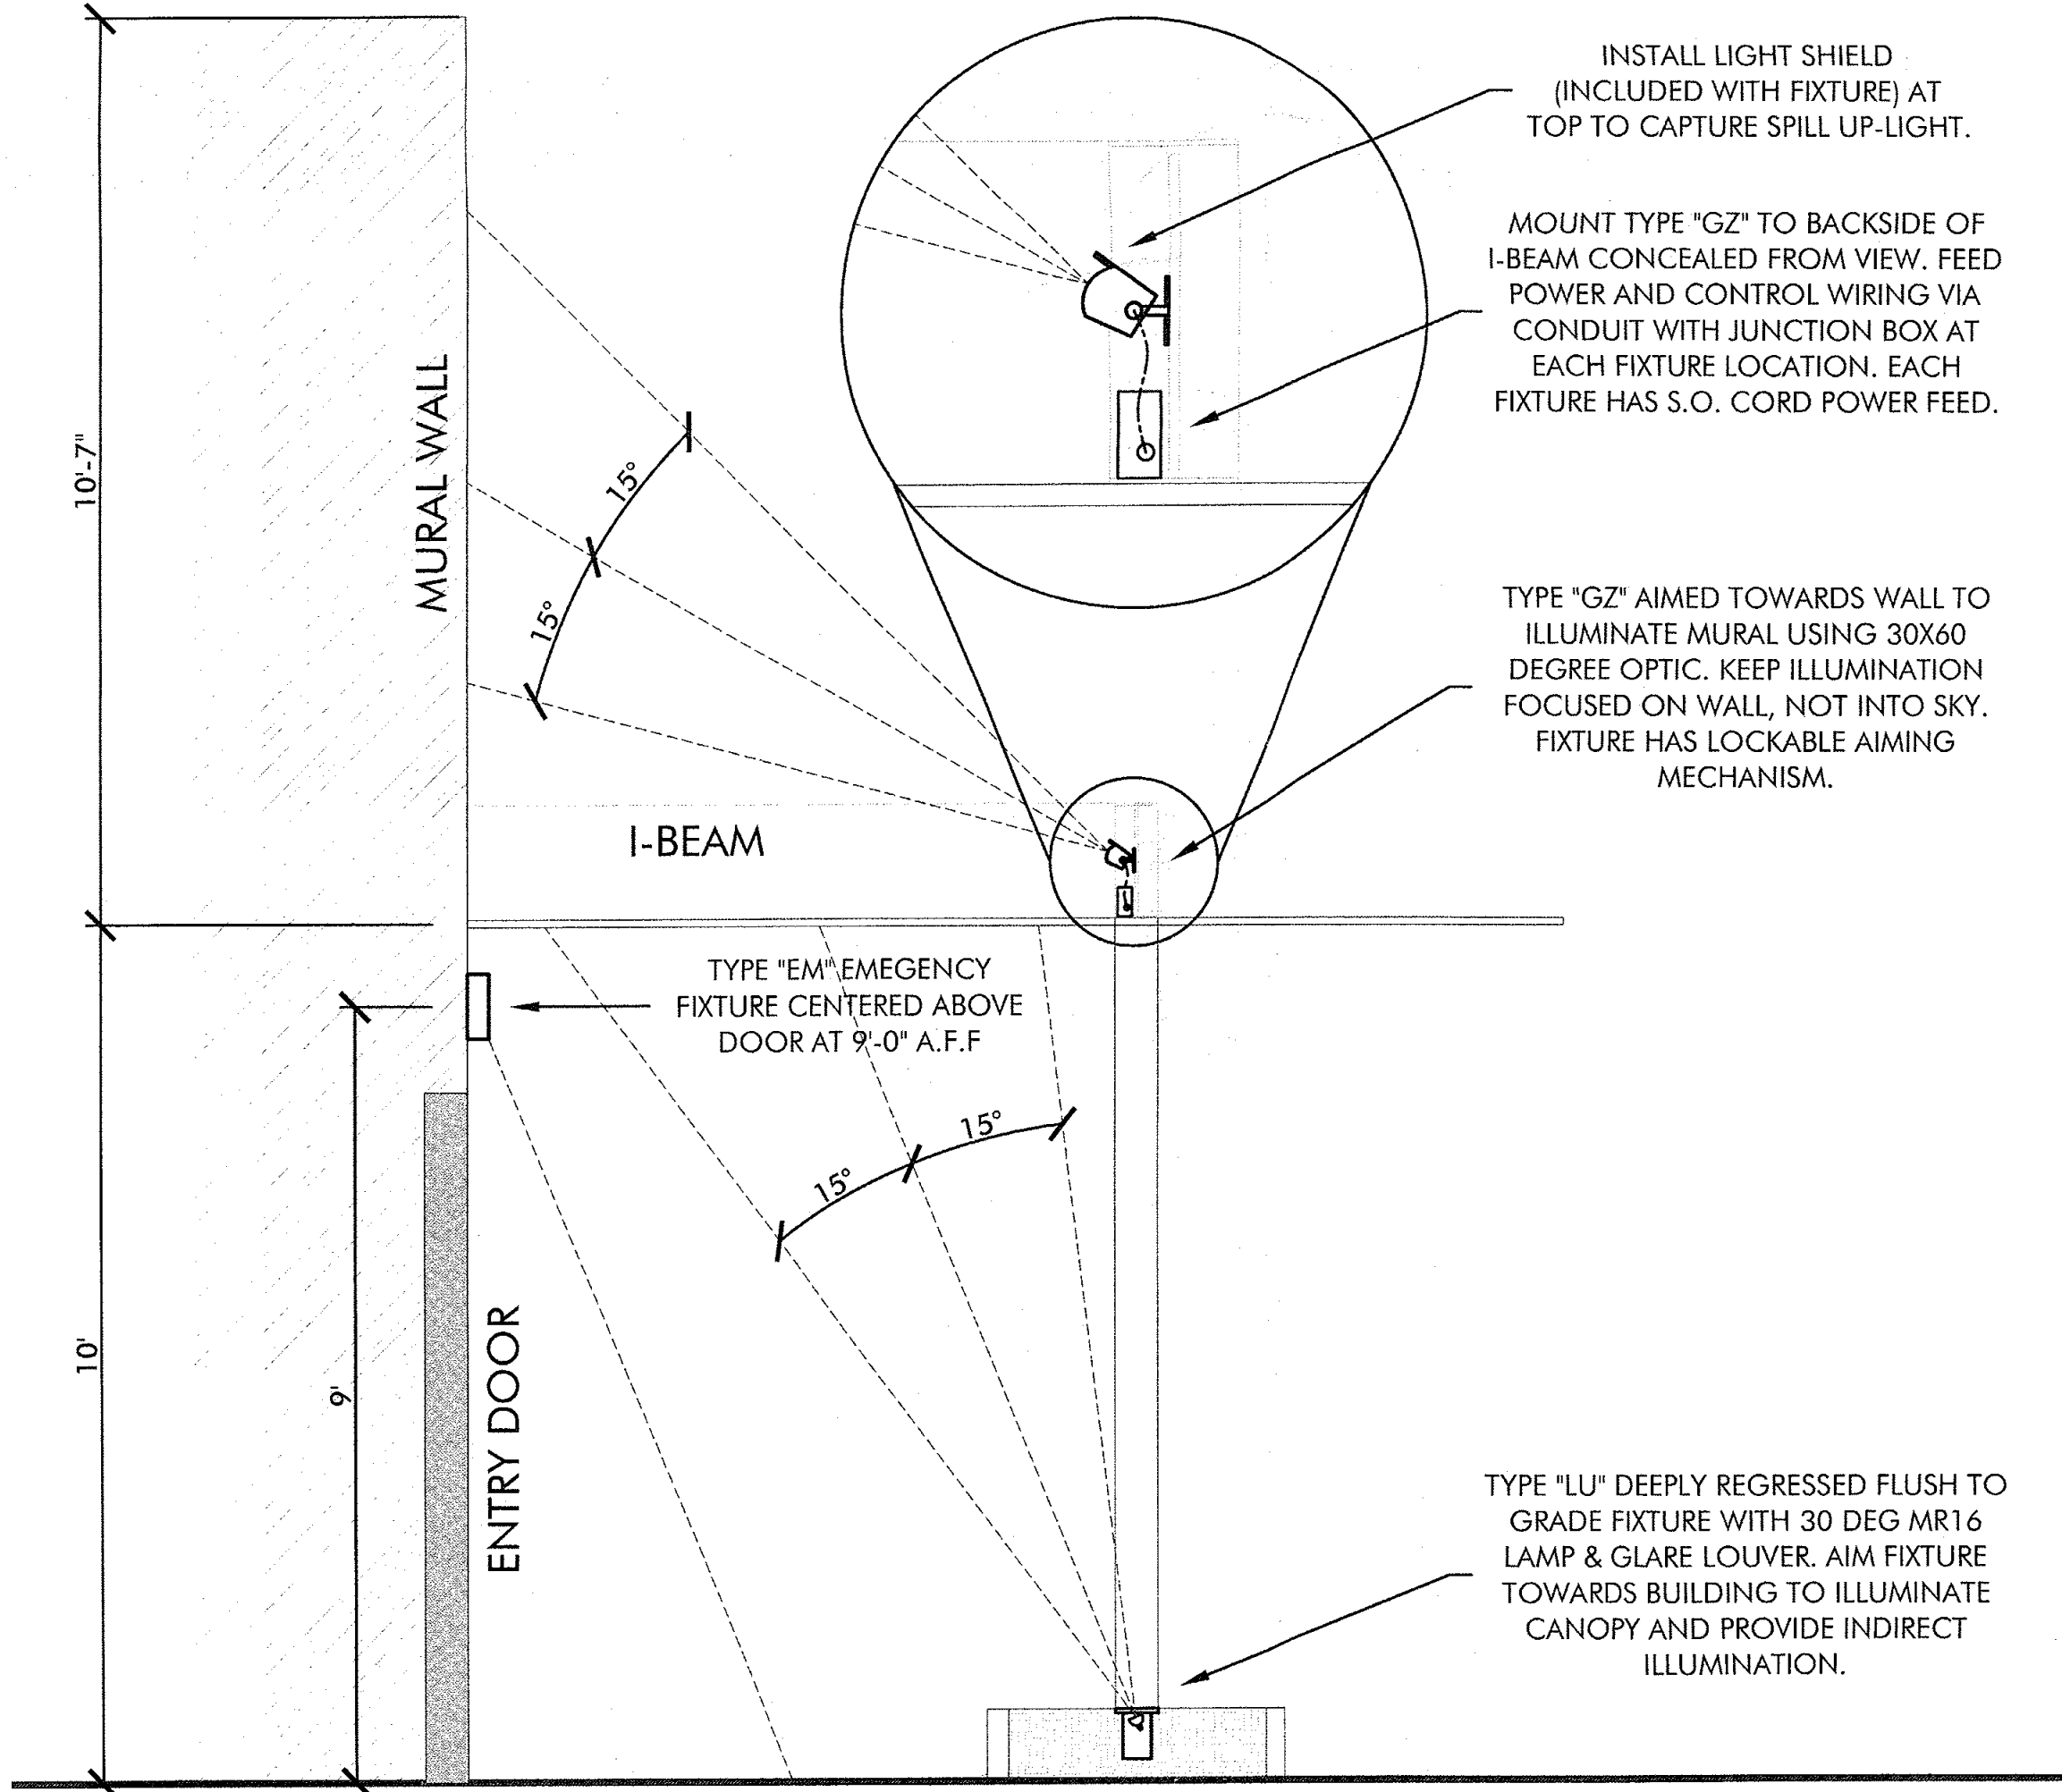 INSTALL LIGHT SHIELD
(INCLUDED WITH FIXTURE) AT
TOP TO CAPTURE SPILL UP-LIGHT.
MOUNT TYPE "GZ" TO BACKSIDE OF
I-BEAM CONCEALED FROM VIEW. FEED
POWER AND CONTROL WIRING VIA
CONDUIT WITH JUNCTION BOX AT
EACH FIXTURE LOCATION. EACH
FIXTURE HAS S.O. CORD POWER FEED.
10'-7"
MURAL WALL
15°
15°
TYPE "GZ" AIMED TOWARDS WALL TO
ILLUMINATE MURAL USING 30X60
DEGREE OPTIC. KEEP ILLUMINATION
FOCUSED ON WALL, NOT INTO SKY.
FIXTURE HAS LOCKABLE AIMING
MECHANISM.
I-BEAM
TYPE "EM" EMEGENCY
FIXTURE CENTERED ABOVE
DOOR AT 9'-0" A.F.F
15°
15°
10'
9'
ENTRY DOOR
TYPE "LU" DEEPLY REGRESSED FLUSH TO
GRADE FIXTURE WITH 30 DEG MR16
LAMP & GLARE LOUVER. AIM FIXTURE
TOWARDS BUILDING TO ILLUMINATE
CANOPY AND PROVIDE INDIRECT
ILLUMINATION.